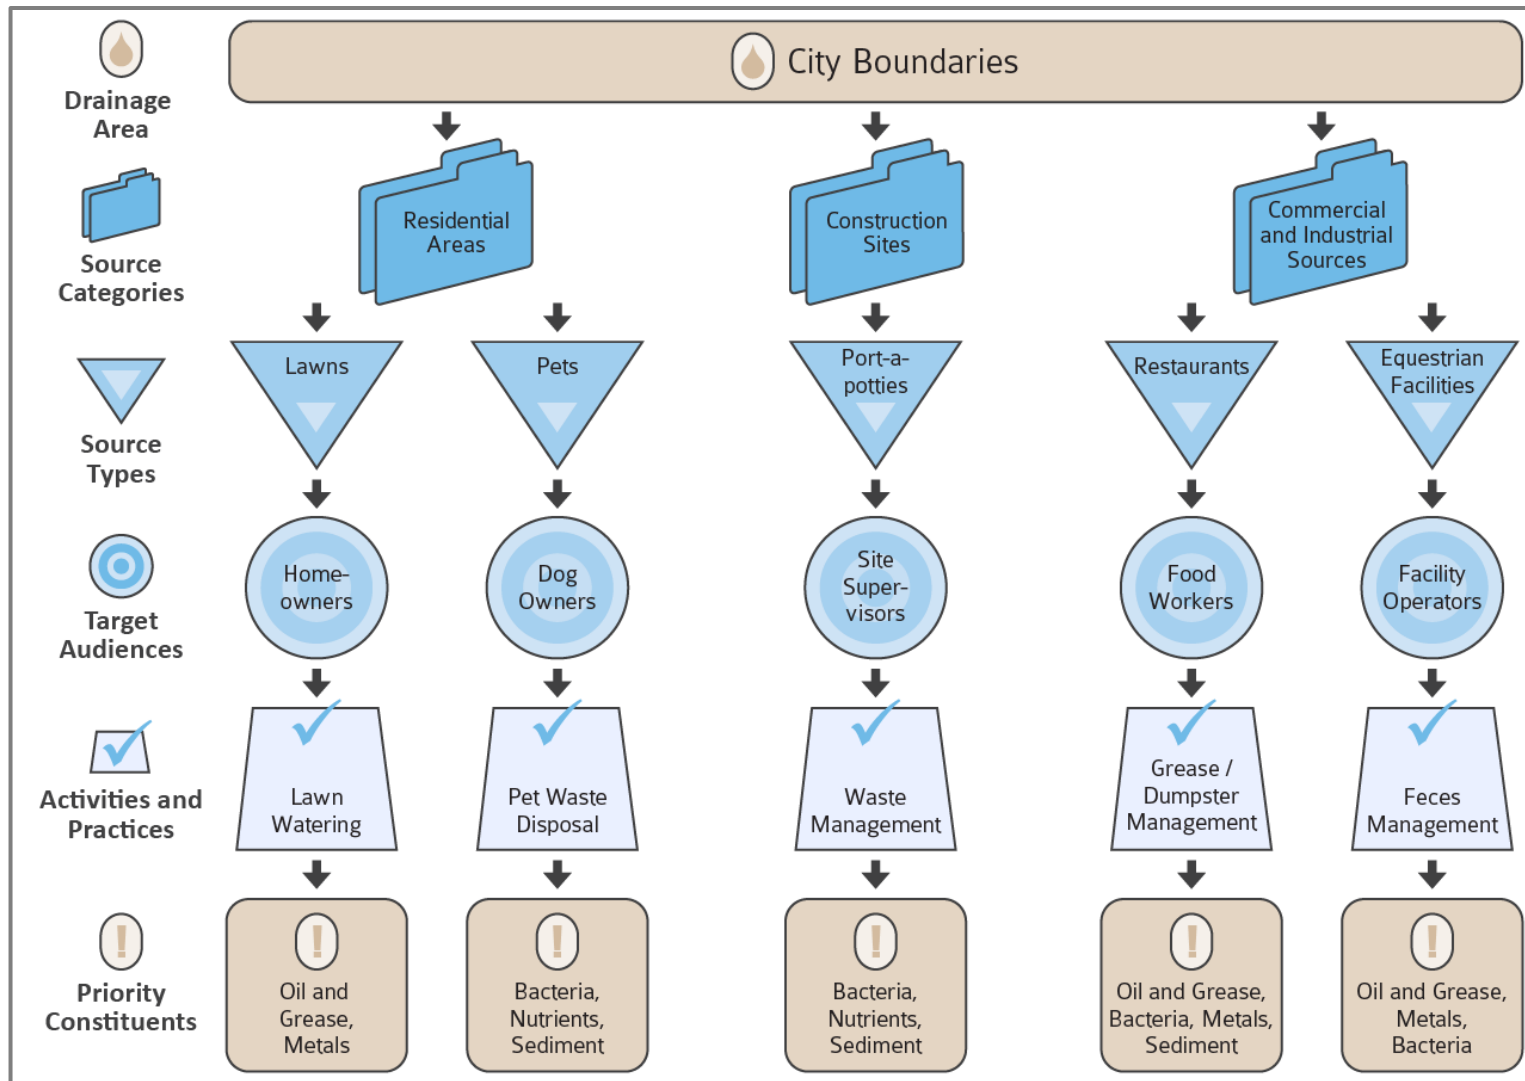 City Boundaries
Drainage
Area
Residential
Areas
Construction
Sites
Commercial
and Industrial
Sources
Source
Categories
Lawns
Pets
Port-a-
potties
Restaurants
Equestrian
Facilities
Source
Types
Home-
owners
Dog
Owners
Site
Super-
visors
Food
Workers
Facility
Operators
Target
Audiences
Lawn
Watering
Pet Waste
Disposal
Waste
Management
Grease /
Dumpster
Management
Feces
Management
Activities and
Practices
Oil and
Grease,
Metals
Bacteria,
Nutrients,
Sediment
Bacteria,
Nutrients,
Sediment
Oil and Grease,
Bacteria, Metals,
Sediment
Oil and Grease,
Metals,
Bacteria
Priority
Constituents